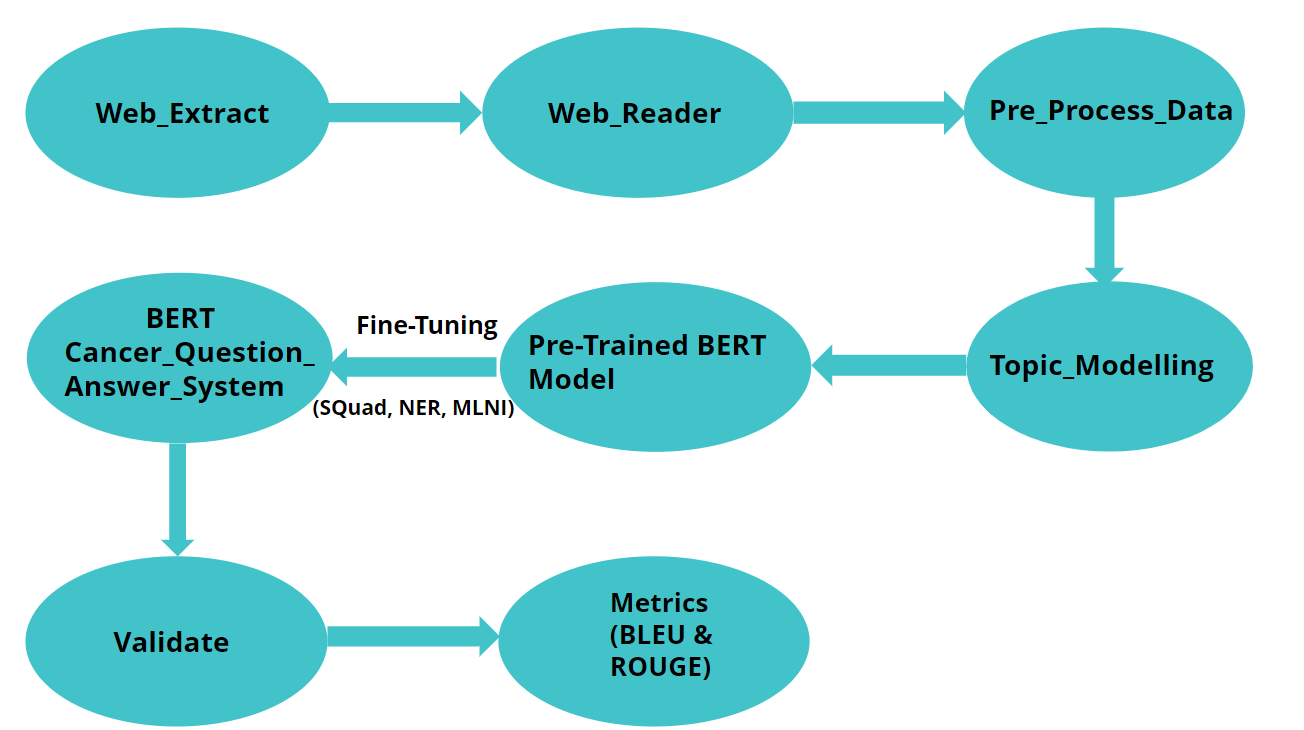 Web_Extract
Web_Reader
Pre_Process_Data
Topic_Modelling
Pre-Trained BERT
Model
Fine-Tuning
(SQuad, NER, MLNI)
BERT
Cancer_Question_
Answer_System
Validate
Metrics
(BLEU &
ROUGE)